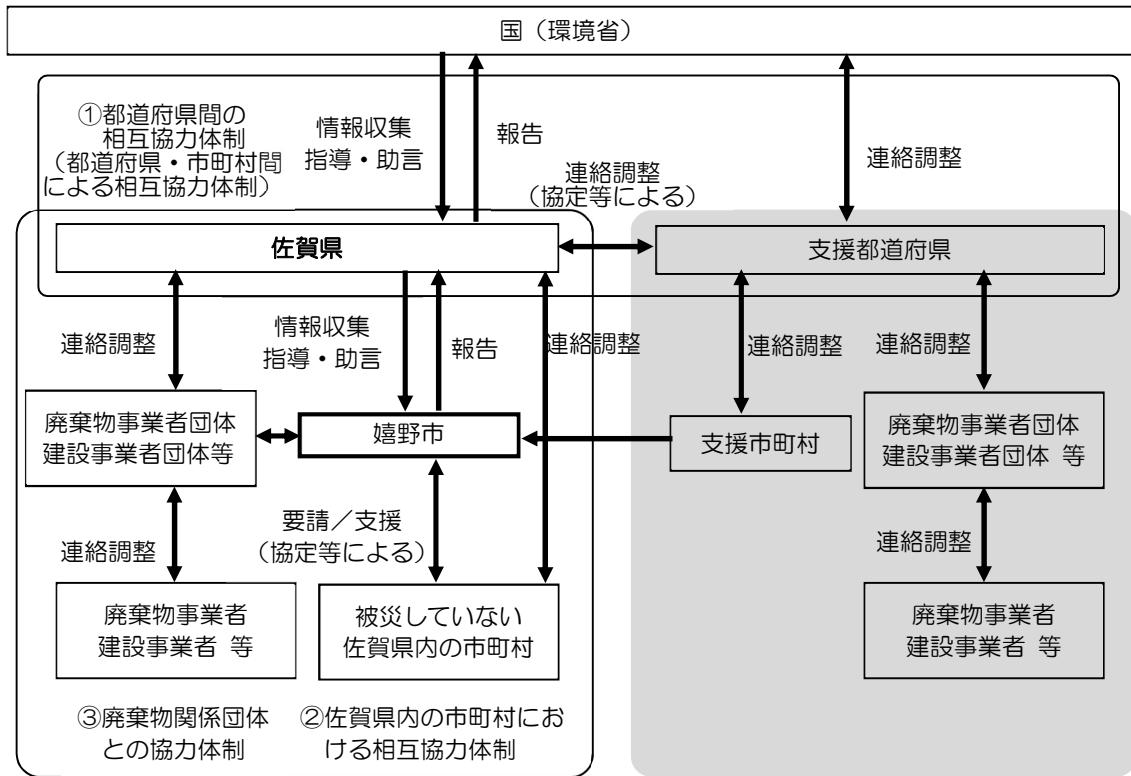 国（環境省）
①都道府県間の
相互協力体制
（都道府県・市町村間
による相互協力体制）
情報収集
指導・助言
報告
連絡調整
（協定等による）
連絡調整
佐賀県
支援都道府県
連絡調整
情報収集
指導・助言
報告
連絡調整
連絡調整
連絡調整
廃棄物事業者団体
建設事業者団体等
嬉野市
支援市町村
廃棄物事業者団体
建設事業者団体 等
連絡調整
要請／支援
（協定等による）
連絡調整
廃棄物事業者
建設事業者 等
被災していない
佐賀県内の市町村
廃棄物事業者
建設事業者 等
③廃棄物関係団体
との協力体制
②佐賀県内の市町村にお
ける相互協力体制